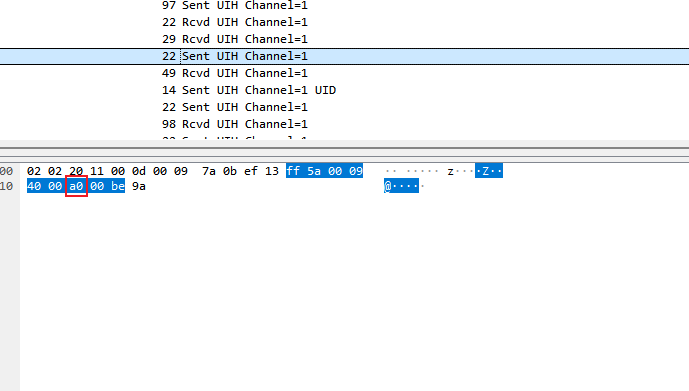 97 Sent UIH Channel=1
22 Rcvd UIH Channel=1
29 Rcvd UIH Channel=1
22 Sent UIH Channel=1
49 Rcvd UIH Channel=1
14 Sent UIH Channel=1 UID
22 Sent UIH Channel=1
98 Rcvd UIH Channel=1
00 02 02 20 11 00 0d 00 09 7a 0b ef 13 ff 5a 00 09 ·· ····· z···· Z··
10 40 00 a0 00 be 9a @·····